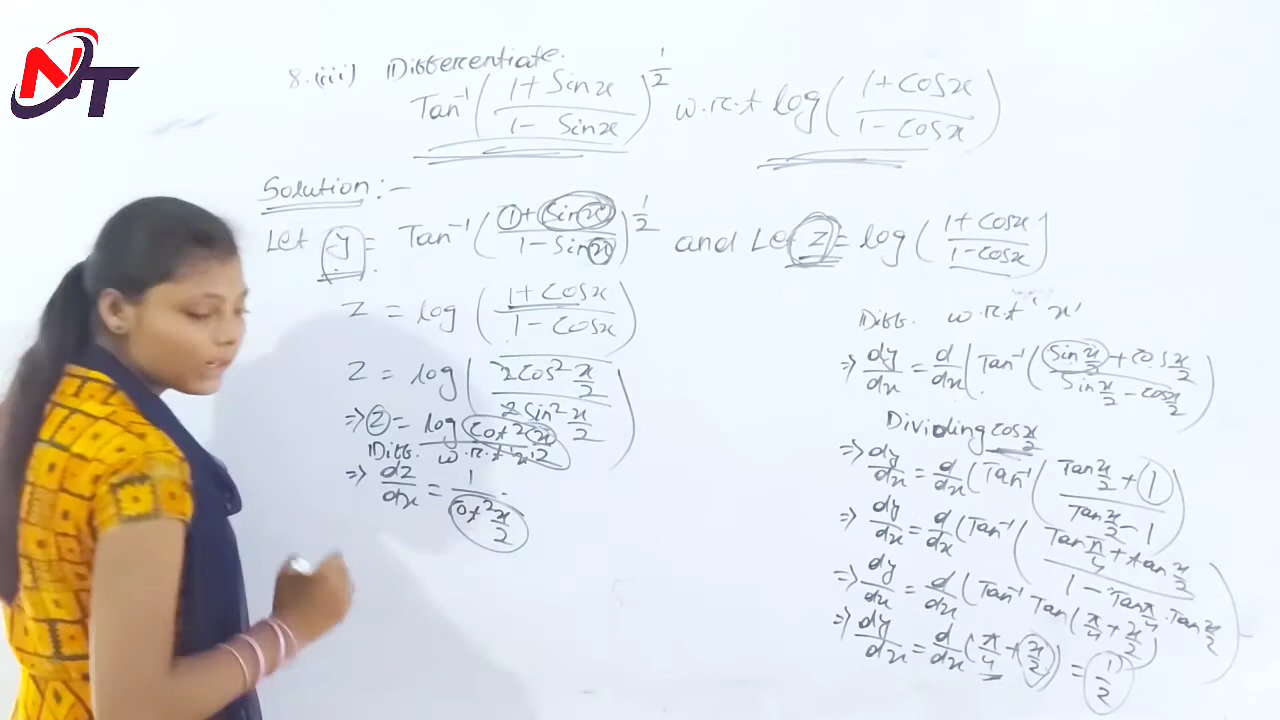 NT
8.(iii) Differentiate.
Tan⁻¹ ( (1 + Sinx) / (1 - Sinx) )^(1/2) w.r.t log ( (1 + Cosx) / (1 - Cosx) )
Solution :-
Let y = Tan⁻¹ ( (1 + Sinx) / (1 - Sinx) )^(1/2) and Let Z = log ( (1 + Cosx) / (1 - Cosx) )
Z = log ( (1 + Cosx) / (1 - Cosx) )
Z = log ( (2Cos² x/2) / (2Sin² x/2) )
⇒ Z = log Cot² (x/2
Diff. w.r.t 'x'
⇒ dz/dx = 1 / (Cot² x/2) .
Diff. w.r.t 'x'
⇒ dy/dx = d/dx ( Tan⁻¹ ( (Sin x/2 + Cos x/2) / (Sin x/2 - Cos x/2) )
Dividing Cos x/2
⇒ dy/dx = d/dx ( Tan⁻¹ ( (Tan x/2 + 1) / (Tan x/2 - 1) )
⇒ dy/dx = d/dx ( Tan⁻¹ ( (Tan π/4 + tan x/2) / (1 - Tan π/4 . Tan x/2) )
⇒ dy/dx = d/dx ( Tan⁻¹ Tan ( π/4 + x/2 )
⇒ dy/dx = d/dx ( π/4 + x/2 ) = 1/2